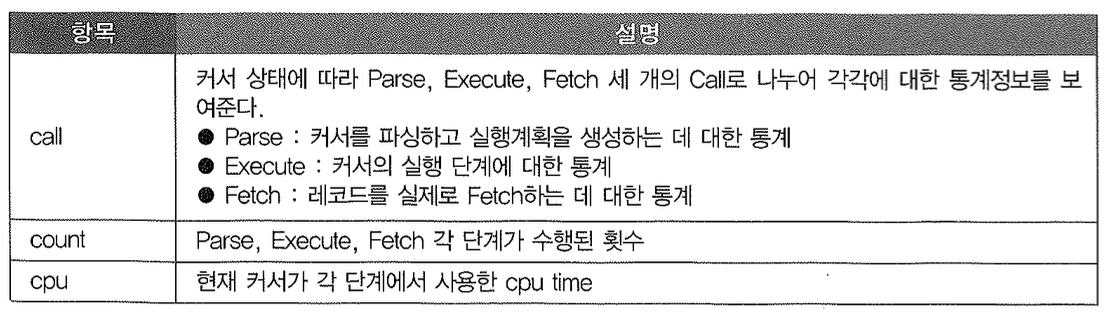 항목 설명
call
커서 상태에 따라 Parse, Execute, Fetch 세 개의 Call로 나누어 각각에 대한 통계정보를 보
여준다.
● Parse : 커서를 파싱하고 실행계획을 생성하는 데 대한 통계
● Execute : 커서의 실행 단계에 대한 통계
● Fetch : 레코드를 실제로 Fetch하는 데 대한 통계
count Parse, Execute, Fetch 각 단계가 수행된 횟수
cpu 현재 커서가 각 단계에서 사용한 cpu time